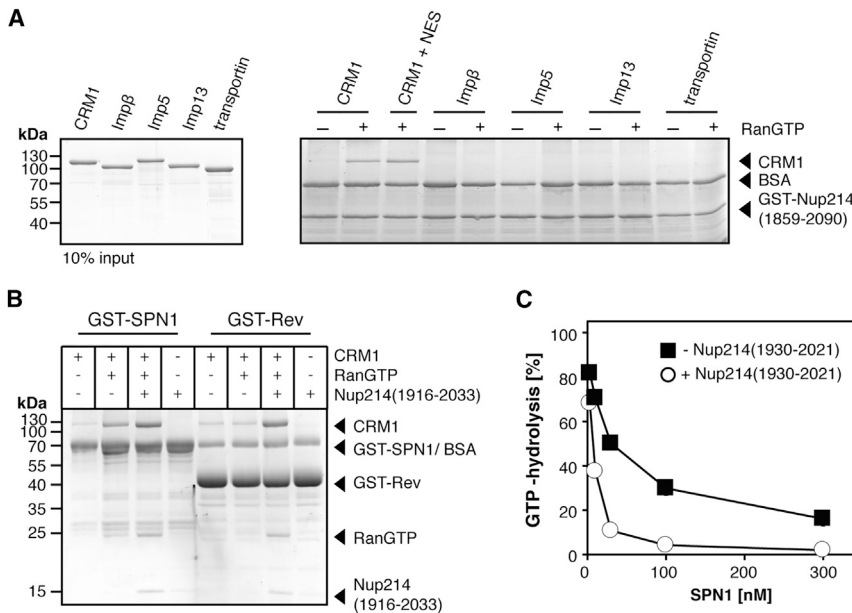 A
CRM1
Impβ
Imp5
Imp13
transportin
kDa
130
100
70
55
40
10% input
CRM1
CRM1 + NES
Impβ
Imp5
Imp13
transportin
– + + – + – + – + – + RanGTP
CRM1
BSA
GST-Nup214
(1859-2090)
B
GST-SPN1 GST-Rev
+ + + - + + + - CRM1
- + + - - + + - RanGTP
- - + + - - + + Nup214(1916-2033)
kDa
130
100
70
55
40
35
25
15
CRM1
GST-SPN1/ BSA
GST-Rev
RanGTP
Nup214
(1916-2033)
C
GTP -hydrolysis [%]
100
80
60
40
20
0
- Nup214(1930-2021)
+ Nup214(1930-2021)
0 100 200 300
SPN1 [nM]